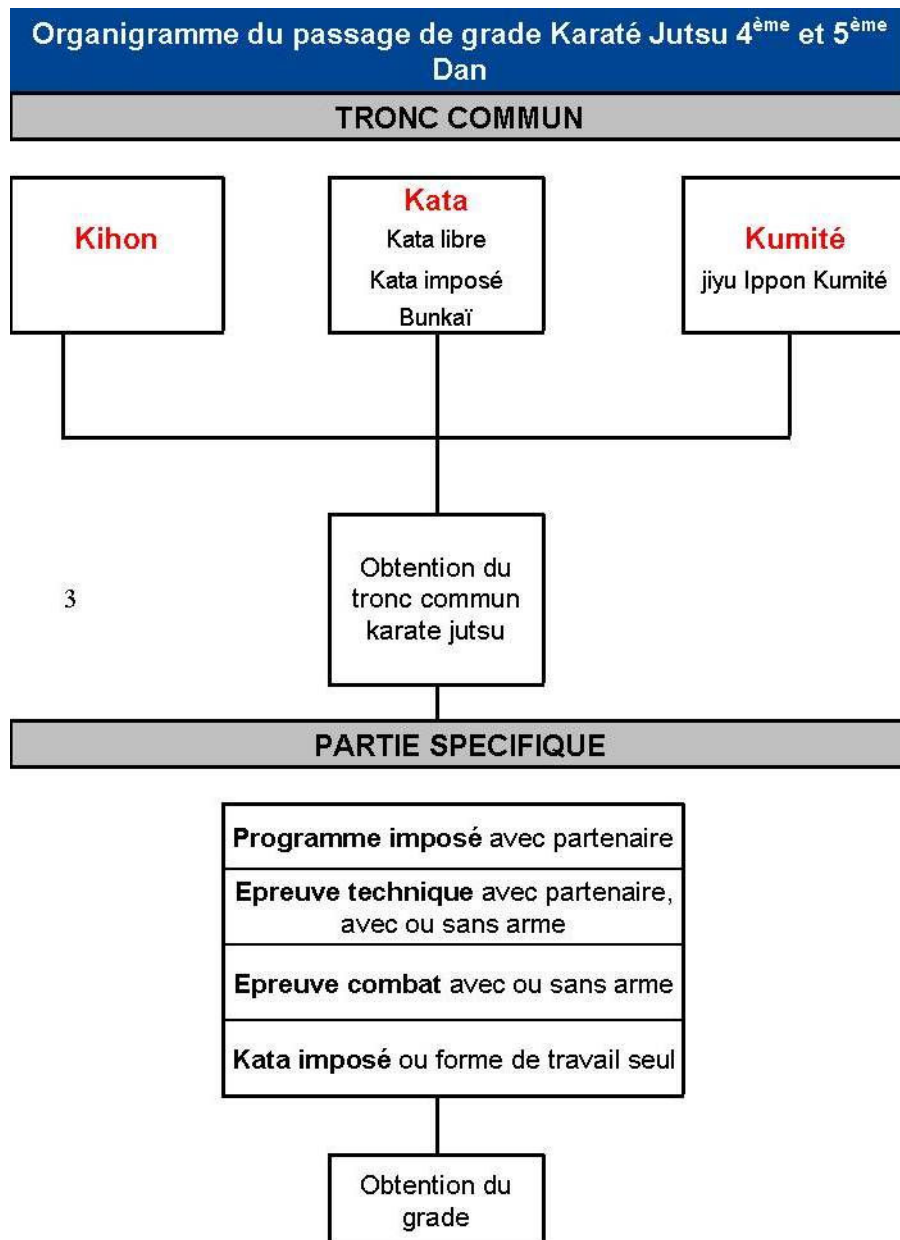 Organigramme du passage de grade Karaté Jutsu 4ème et 5ème
Dan
TRONC COMMUN
Kihon
Kata
Kata libre
Kata imposé
Bunkaï
Kumité
jiyu Ippon Kumité
Obtention du
tronc commun
karate jutsu
3
PARTIE SPECIFIQUE
Programme imposé avec partenaire
Epreuve technique avec partenaire,
avec ou sans arme
Epreuve combat avec ou sans arme
Kata imposé ou forme de travail seul
Obtention du
grade